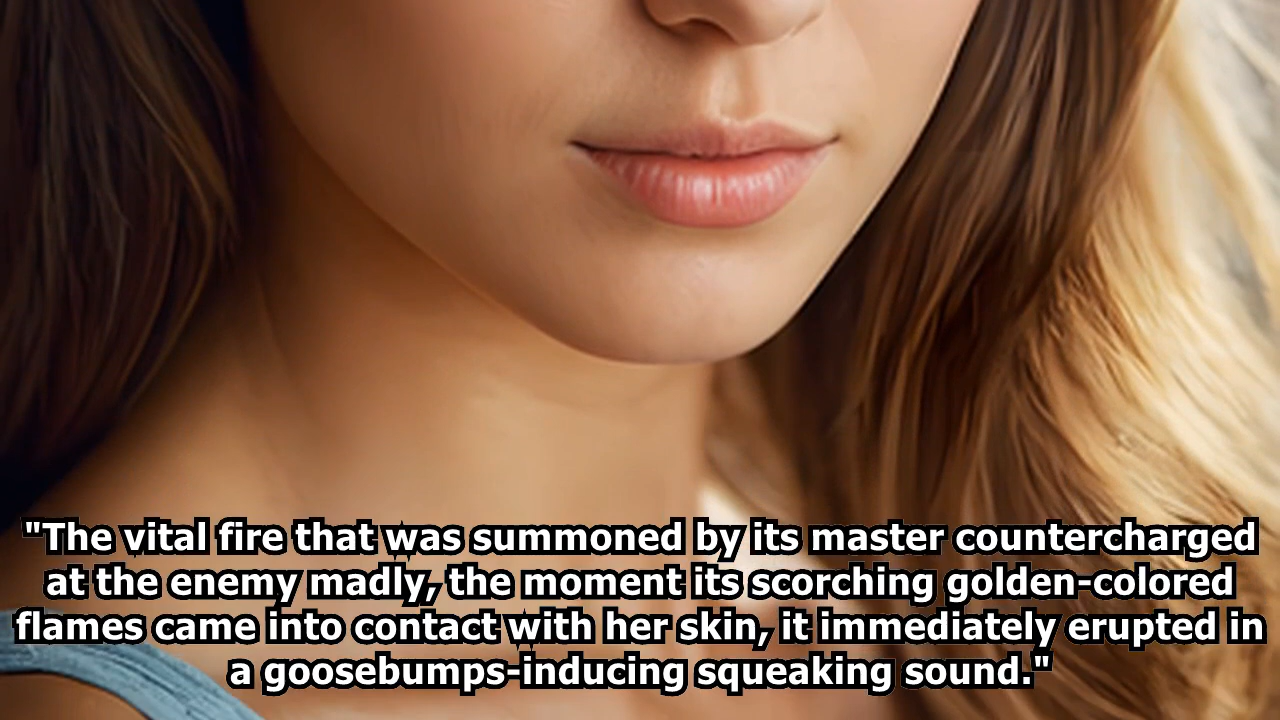 "The vital fire that was summoned by its master countercharged
at the enemy madly, the moment its scorching golden-colored
flames came into contact with her skin, it immediately erupted in
a goosebumps-inducing squeaking sound."